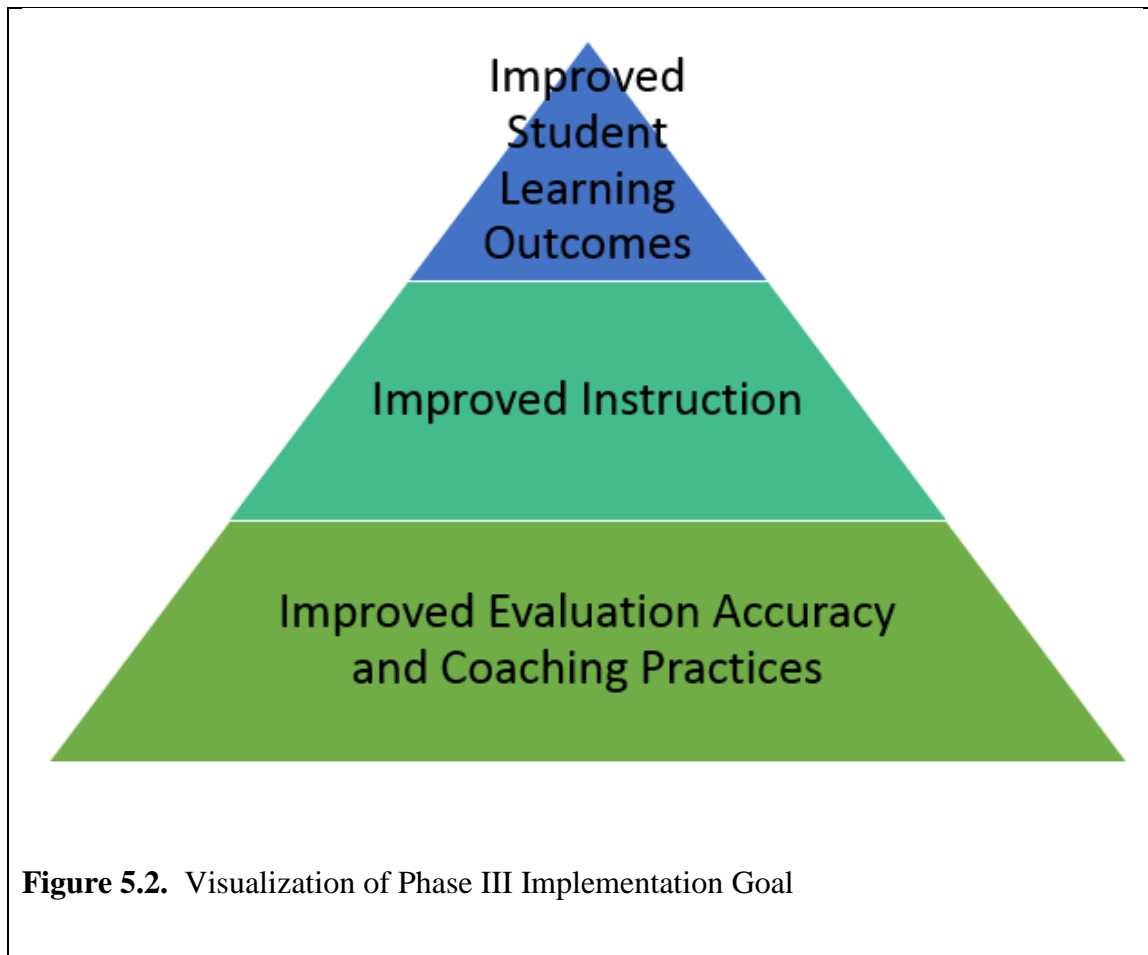 Improved
Student
Learning
Outcomes
Improved Instruction
Improved Evaluation Accuracy
and Coaching Practices
Figure 5.2.  Visualization of Phase III Implementation Goal